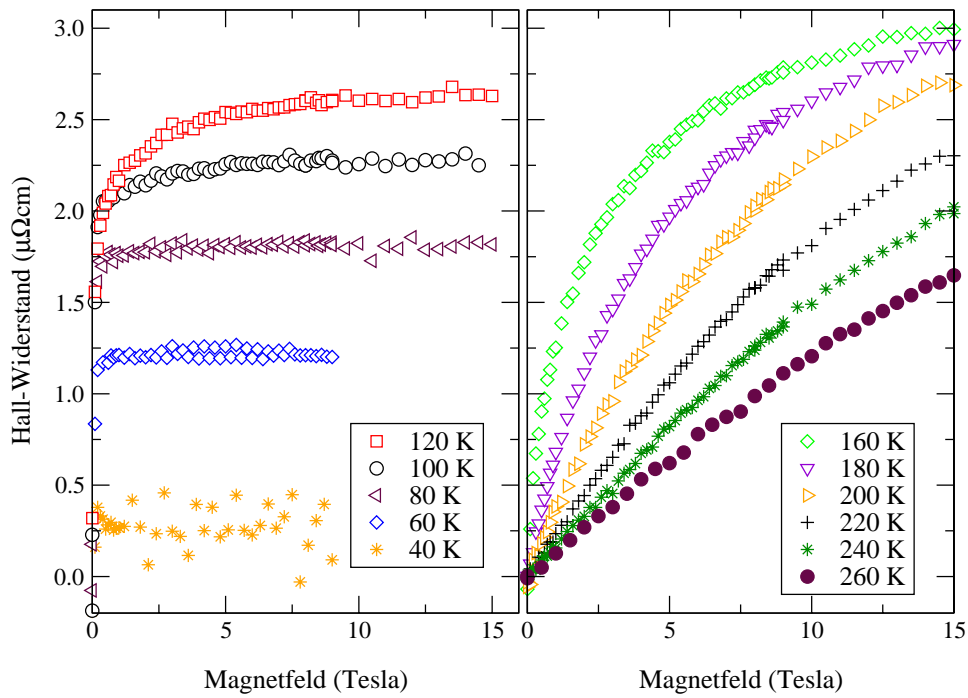 Hall-Widerstand (μΩcm)
3.0
2.5
2.0
1.5
1.0
0.5
0.0
120 K
100 K
80 K
60 K
40 K
0
5
10
15
Magnetfeld (Tesla)
160 K
180 K
200 K
220 K
240 K
260 K
0
5
10
15
Magnetfeld (Tesla)